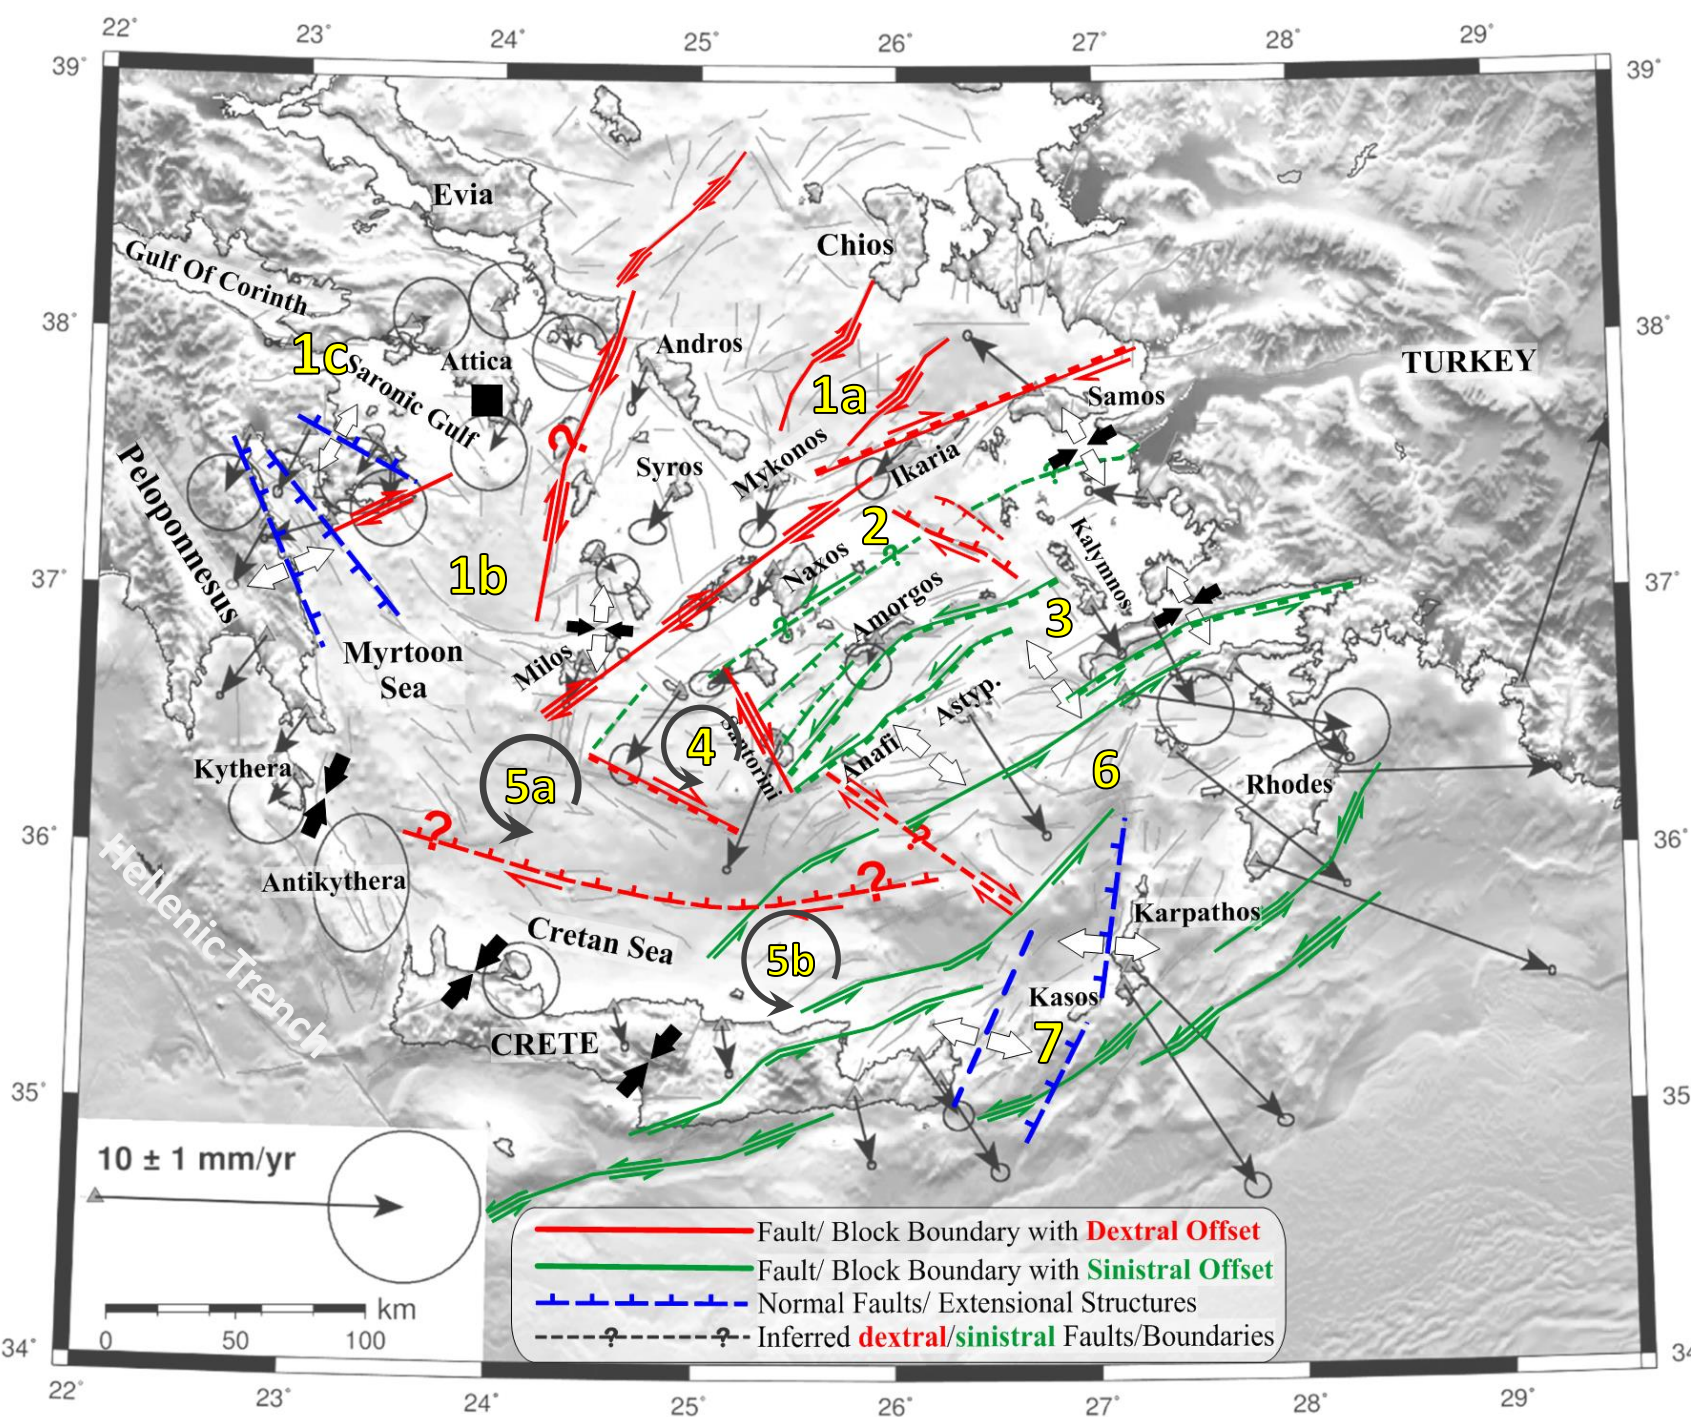 22° 23° 24° 25° 26° 27° 28° 29°
39° 39°
Evia
Chios
Gulf Of Corinth
38° 38°
1c
Attica
Andros
Saronic Gulf
1a
TURKEY
Samos
?
Mykonos
Syros
Ikaria
?
Peloponnesus
2
Kalymnos
?
Naxos
37° 37°
1b
Amorgos
3
?
Myrtoon
Sea
Milos
Astyp.
Santorini
4
Anafi
Kythera
5a
6
Rhodes
36° 36°
?
?
Hellenic Trench
Antikythera
?
Karpathos
Cretan Sea
5b
Kasos
CRETE
7
35° 35°
10 ± 1 mm/yr
km
0 50 100
Fault/ Block Boundary with Dextral Offset
Fault/ Block Boundary with Sinistral Offset
Normal Faults/ Extensional Structures
? ? Inferred dextral/sinistral Faults/Boundaries
34° 34
22° 23° 24° 25° 26° 27° 28° 29°